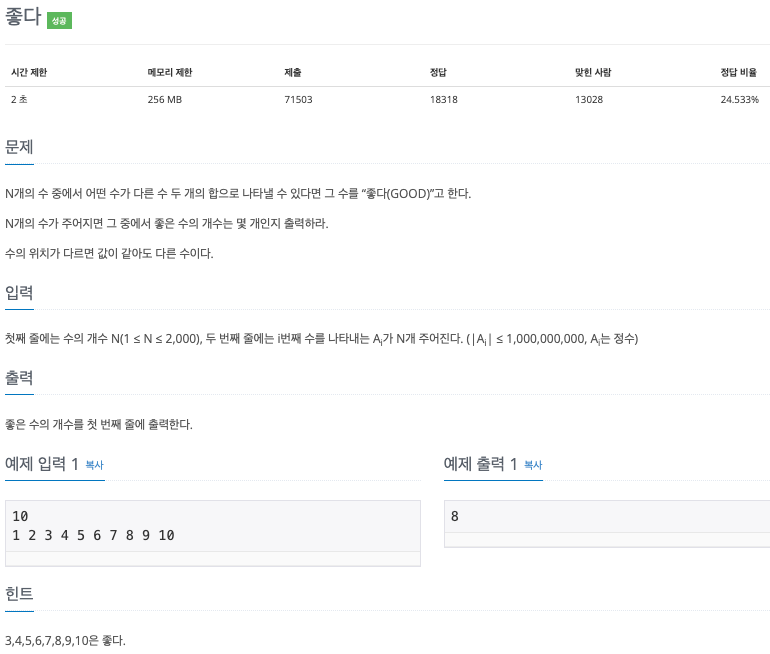 좋다 성공
시간 제한 메모리 제한 제출 정답 맞힌 사람 정답 비율
2 초 256 MB 71503 18318 13028 24.533%
문제
N개의 수 중에서 어떤 수가 다른 수 두 개의 합으로 나타낼 수 있다면 그 수를 “좋다(GOOD)”고 한다.
N개의 수가 주어지면 그 중에서 좋은 수의 개수는 몇 개인지 출력하라.
수의 위치가 다르면 값이 같아도 다른 수이다.
입력
첫째 줄에는 수의 개수 N(1 ≤ N ≤ 2,000), 두 번째 줄에는 i번째 수를 나타내는 Ai가 N개 주어진다. (|Ai| ≤ 1,000,000,000, Ai는 정수)
출력
좋은 수의 개수를 첫 번째 줄에 출력한다.
예제 입력 1 복사
10
1 2 3 4 5 6 7 8 9 10
예제 출력 1 복사
8
힌트
3,4,5,6,7,8,9,10은 좋다.